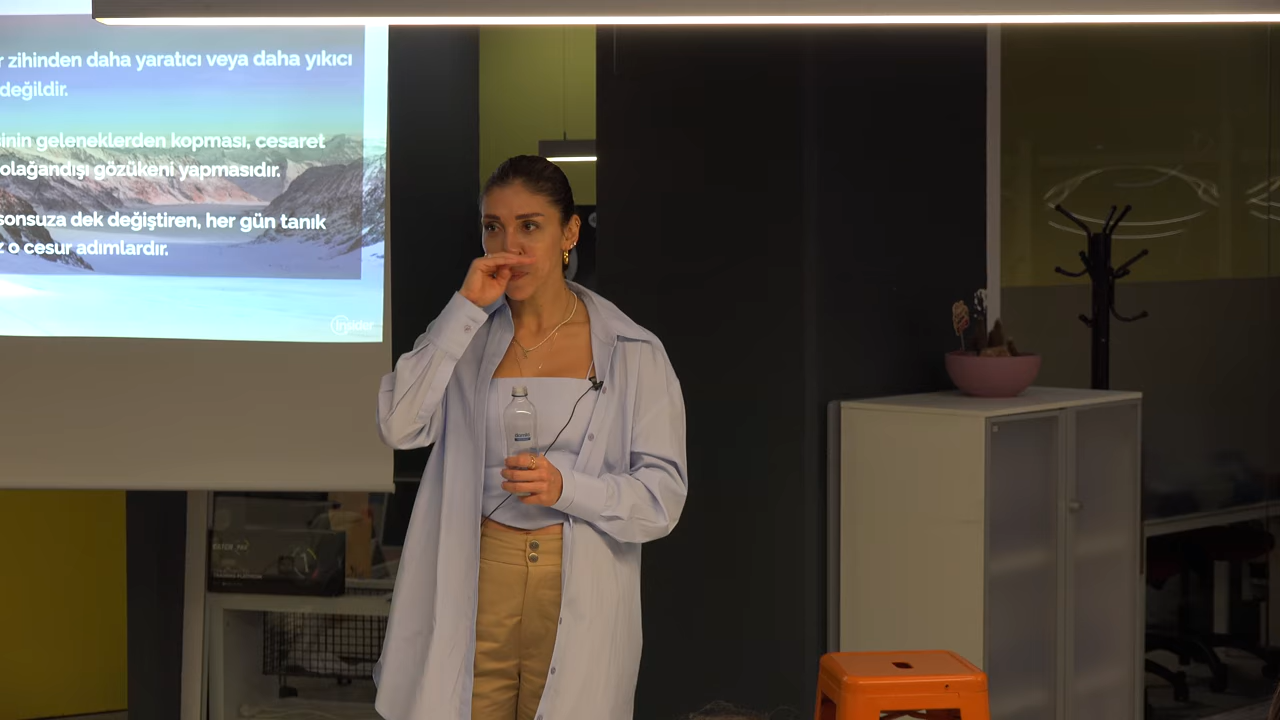 r zihinden daha yaratıcı veya daha yıkıcı
değildir.
sinin geleneklerden kopması, cesaret
olağandışı gözükeni yapmasıdır.
sonsuza dek değiştiren, her gün tanık
z o cesur adımlardır.
insider